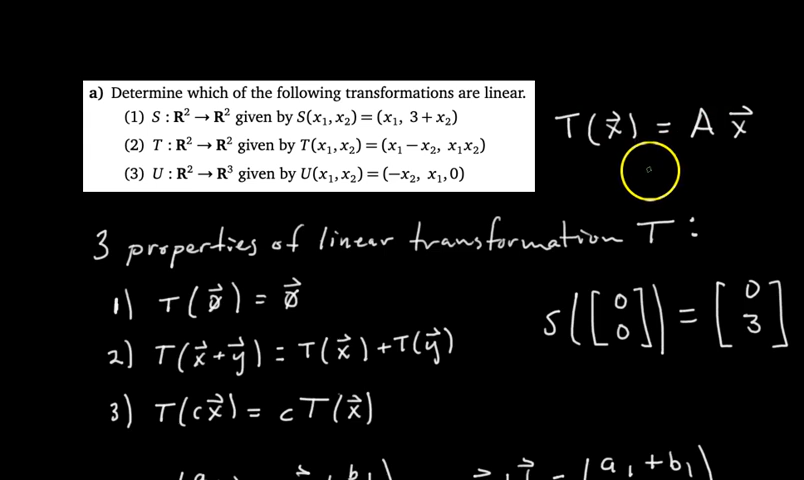 a) Determine which of the following transformations are linear.
(1) S : R² → R² given by S(x₁, x₂) = (x₁, 3 + x₂)
(2) T : R² → R² given by T(x₁, x₂) = (x₁ − x₂, x₁x₂)
(3) U : R² → R³ given by U(x₁, x₂) = (−x₂, x₁, 0)
T(x⃗) = A x⃗
3 properties of linear transformation T :
1) T(0⃗) = 0⃗
S([0 0]) = [0 3]
2) T(x⃗ + y⃗) = T(x⃗) + T(y⃗)
3) T(cx⃗) = cT(x⃗)
a₁ + b₁